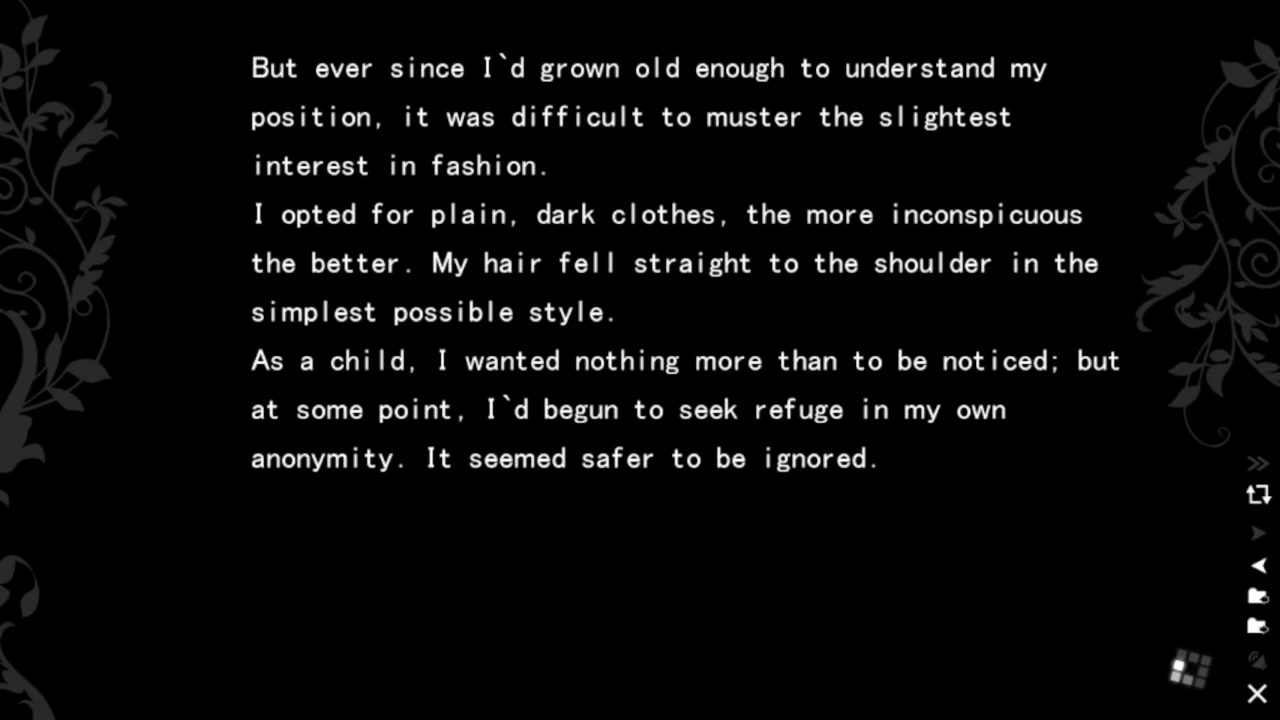 But ever since I`d grown old enough to understand my
position, it was difficult to muster the slightest
interest in fashion.
I opted for plain, dark clothes, the more inconspicuous
the better. My hair fell straight to the shoulder in the
simplest possible style.
As a child, I wanted nothing more than to be noticed; but
at some point, I`d begun to seek refuge in my own
anonymity. It seemed safer to be ignored.